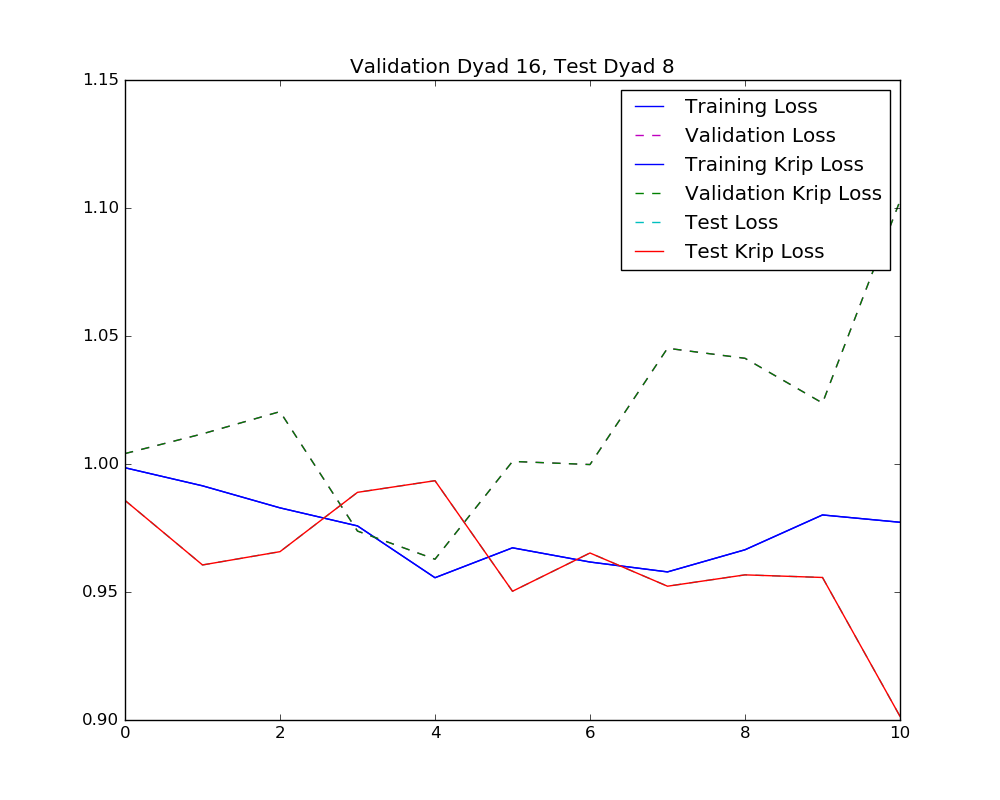 Validation Dyad 16, Test Dyad 8
1.15
1.10
1.05
1.00
0.95
0.90
0
2
4
6
8
10
Training Loss
Validation Loss
Training Krip Loss
Validation Krip Loss
Test Loss
Test Krip Loss